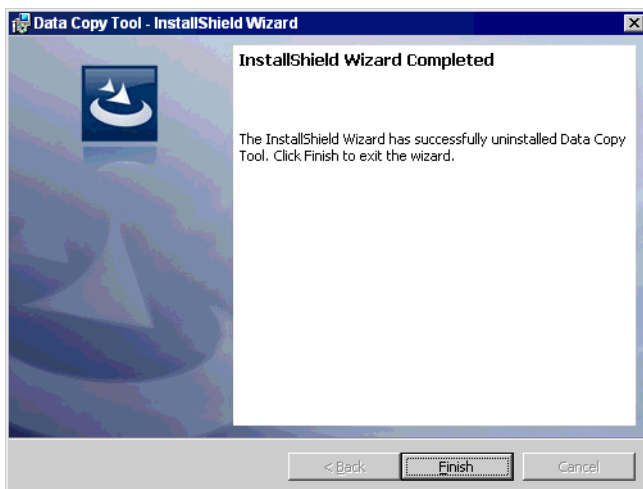 Data Copy Tool - InstallShield Wizard
InstallShield Wizard Completed
The InstallShield Wizard has successfully uninstalled Data Copy
Tool. Click Finish to exit the wizard.
< Back
Finish
Cancel